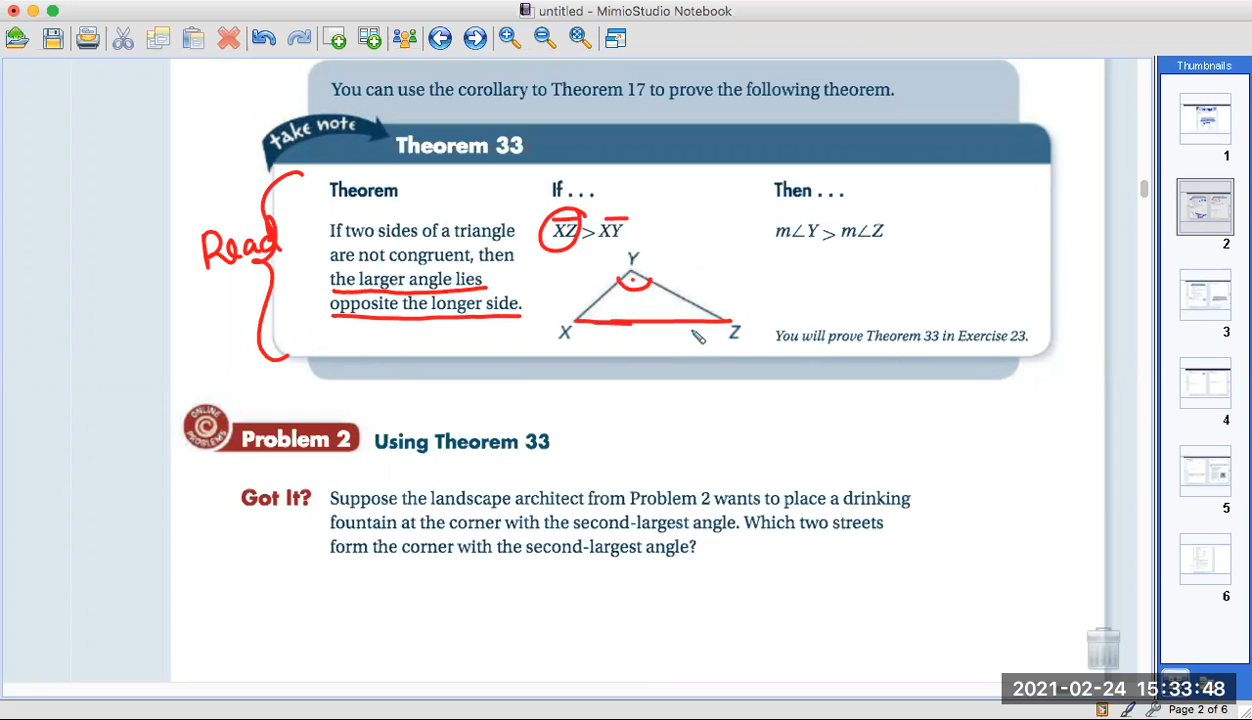 untitled - MimioStudio Notebook
You can use the corollary to Theorem 17 to prove the following theorem.
take note
Theorem 33
Theorem
If two sides of a triangle
are not congruent, then
the larger angle lies
opposite the longer side.
Read
If . . .
XZ > XY
Y
X
Z
Then . . .
m∠Y > m∠Z
You will prove Theorem 33 in Exercise 23.
ONLINE
PROBLEMS
Problem 2 Using Theorem 33
Got It? Suppose the landscape architect from Problem 2 wants to place a drinking
fountain at the corner with the second-largest angle. Which two streets
form the corner with the second-largest angle?
Thumbnails
1
2
3
4
5
6
2021-02-24 15:33:48
Page 2 of 6